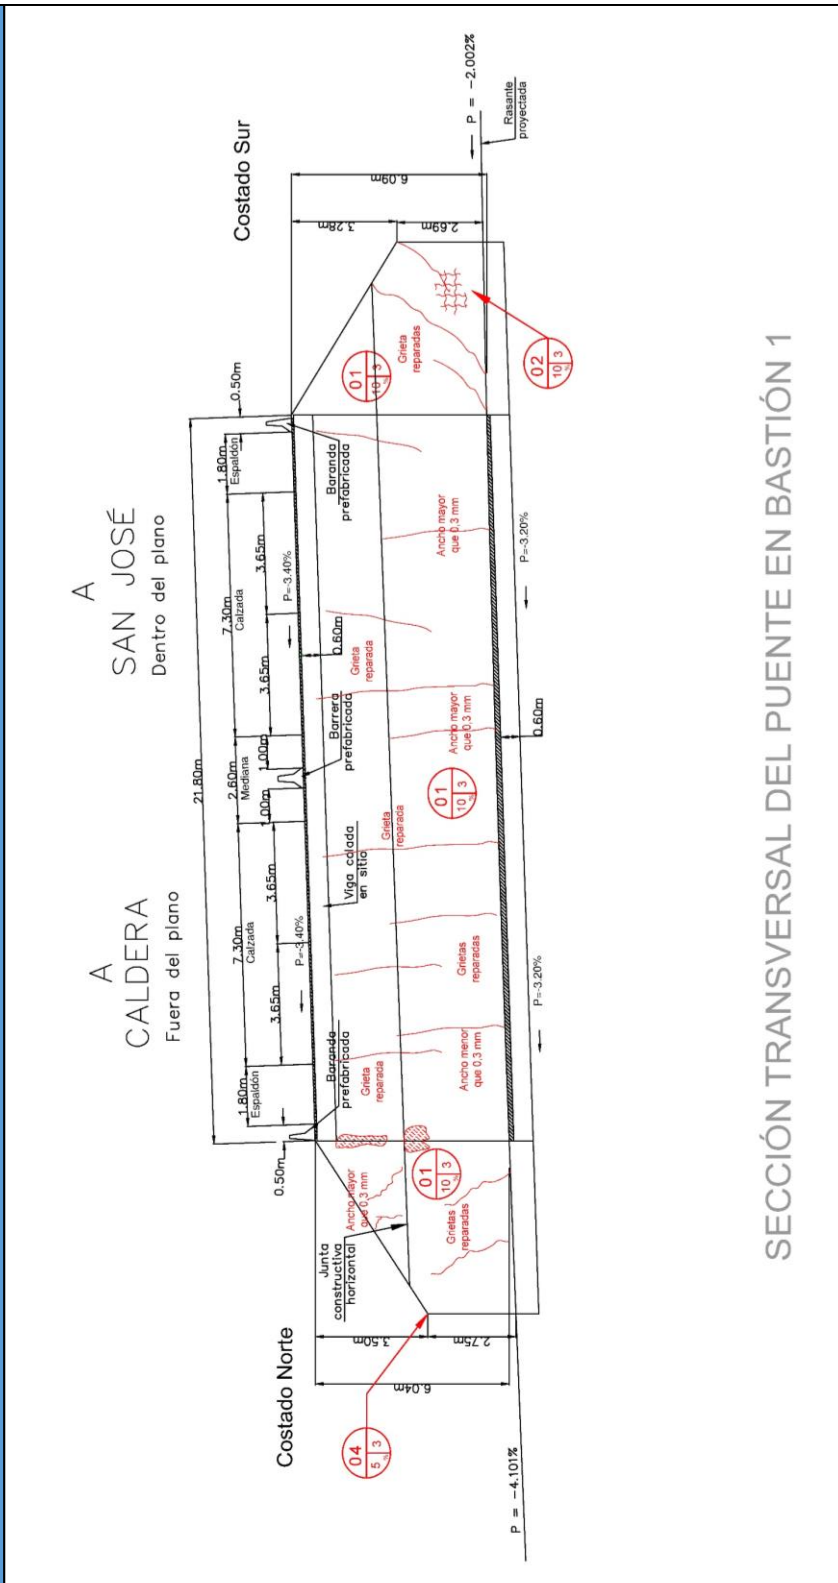 A
CALDERA
Fuera del plano
A
SAN JOSÉ
Dentro del plano
Costado Norte
Costado Sur
21.80m
0.50m
1.80m
Espaldón
7.30m
Calzada
3.65m
3.65m
2.60m
Mediana
1.00m
1.00m
7.30m
Calzada
3.65m
3.65m
1.80m
Espaldón
0.50m
P=-3.40%
P=-3.40%
Baranda
prefabricada
Viga colada
en sitio
Barrera
prefabricada
0.60m
Baranda
prefabricada
Junta
constructiva
horizontal
Ancho mayor
que 0,3 mm
Grietas
reparadas
01
10 3
%
Grieta
reparada
Ancho menor
que 0,3 mm
Grietas
reparadas
Grieta
reparada
01
10 3
%
Grieta
reparada
Ancho mayor
que 0,3 mm
Ancho mayor
que 0,3 mm
01
10 3
%
Grieta
reparadas
02
10 3
%
04
5 3
%
3.50m
2.75m
6.04m
3.28m
2.69m
6.09m
0.60m
P=-3.20%
P=-3.20%
P = -4.101%
P = -2.002%
Rasante
proyectada
SECCIÓN TRANSVERSAL DEL PUENTE EN BASTIÓN 1